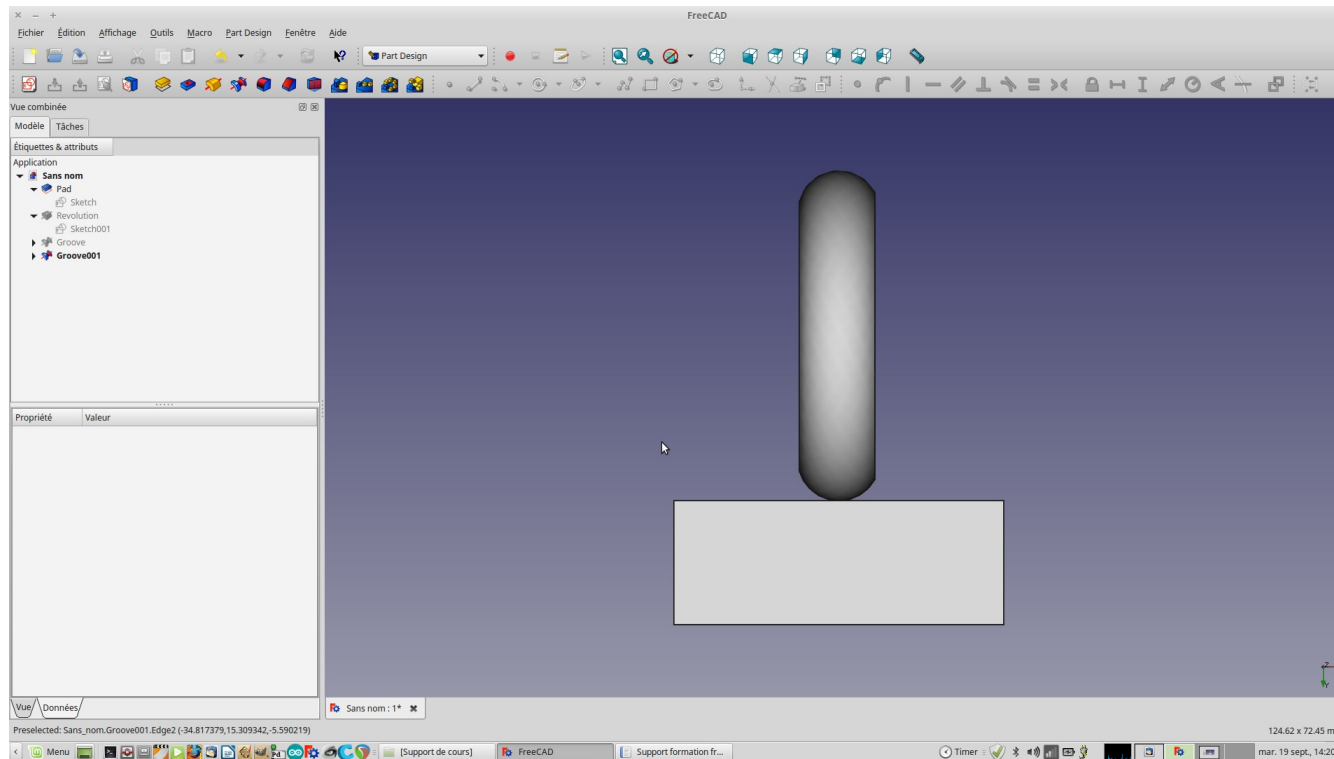 FreeCAD
Fichier Édition Affichage Outils Macro Part Design Fenêtre Aide
Part Design
Vue combinée
Modèle Tâches
Étiquettes & attributs
Application
Sans nom
Pad
Sketch
Revolution
Sketch001
Groove
Groove001
Propriété Valeur
Z
Y
Vue Données
Sans nom : 1*
Preselected: Sans_nom.Groove001.Edge2 (-34.817379,15.309342,-5.590219)
124.62 x 72.45 m
Menu [Support de cours] FreeCAD Support formation fr... Timer mar. 19 sept., 14:20